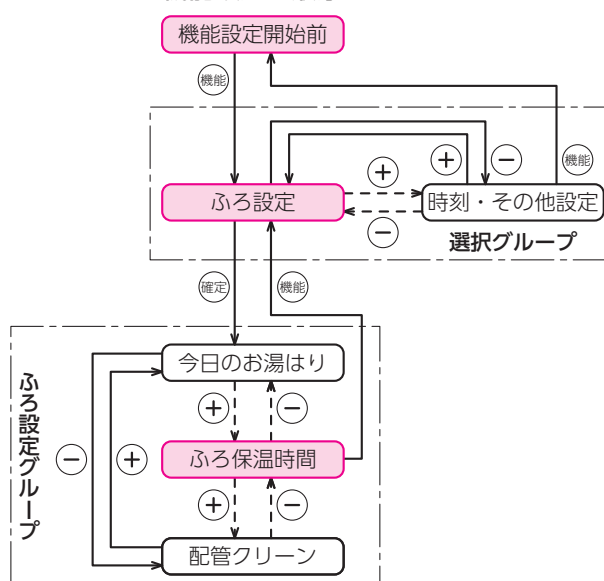 機能設定開始前
機能
＋
－
＋
－
機能
ふろ設定
時刻・その他設定
選択グループ
確定
機能
ふろ設定グループ
今日のお湯はり
＋
－
－
＋
ふろ保温時間
＋
－
配管クリーン